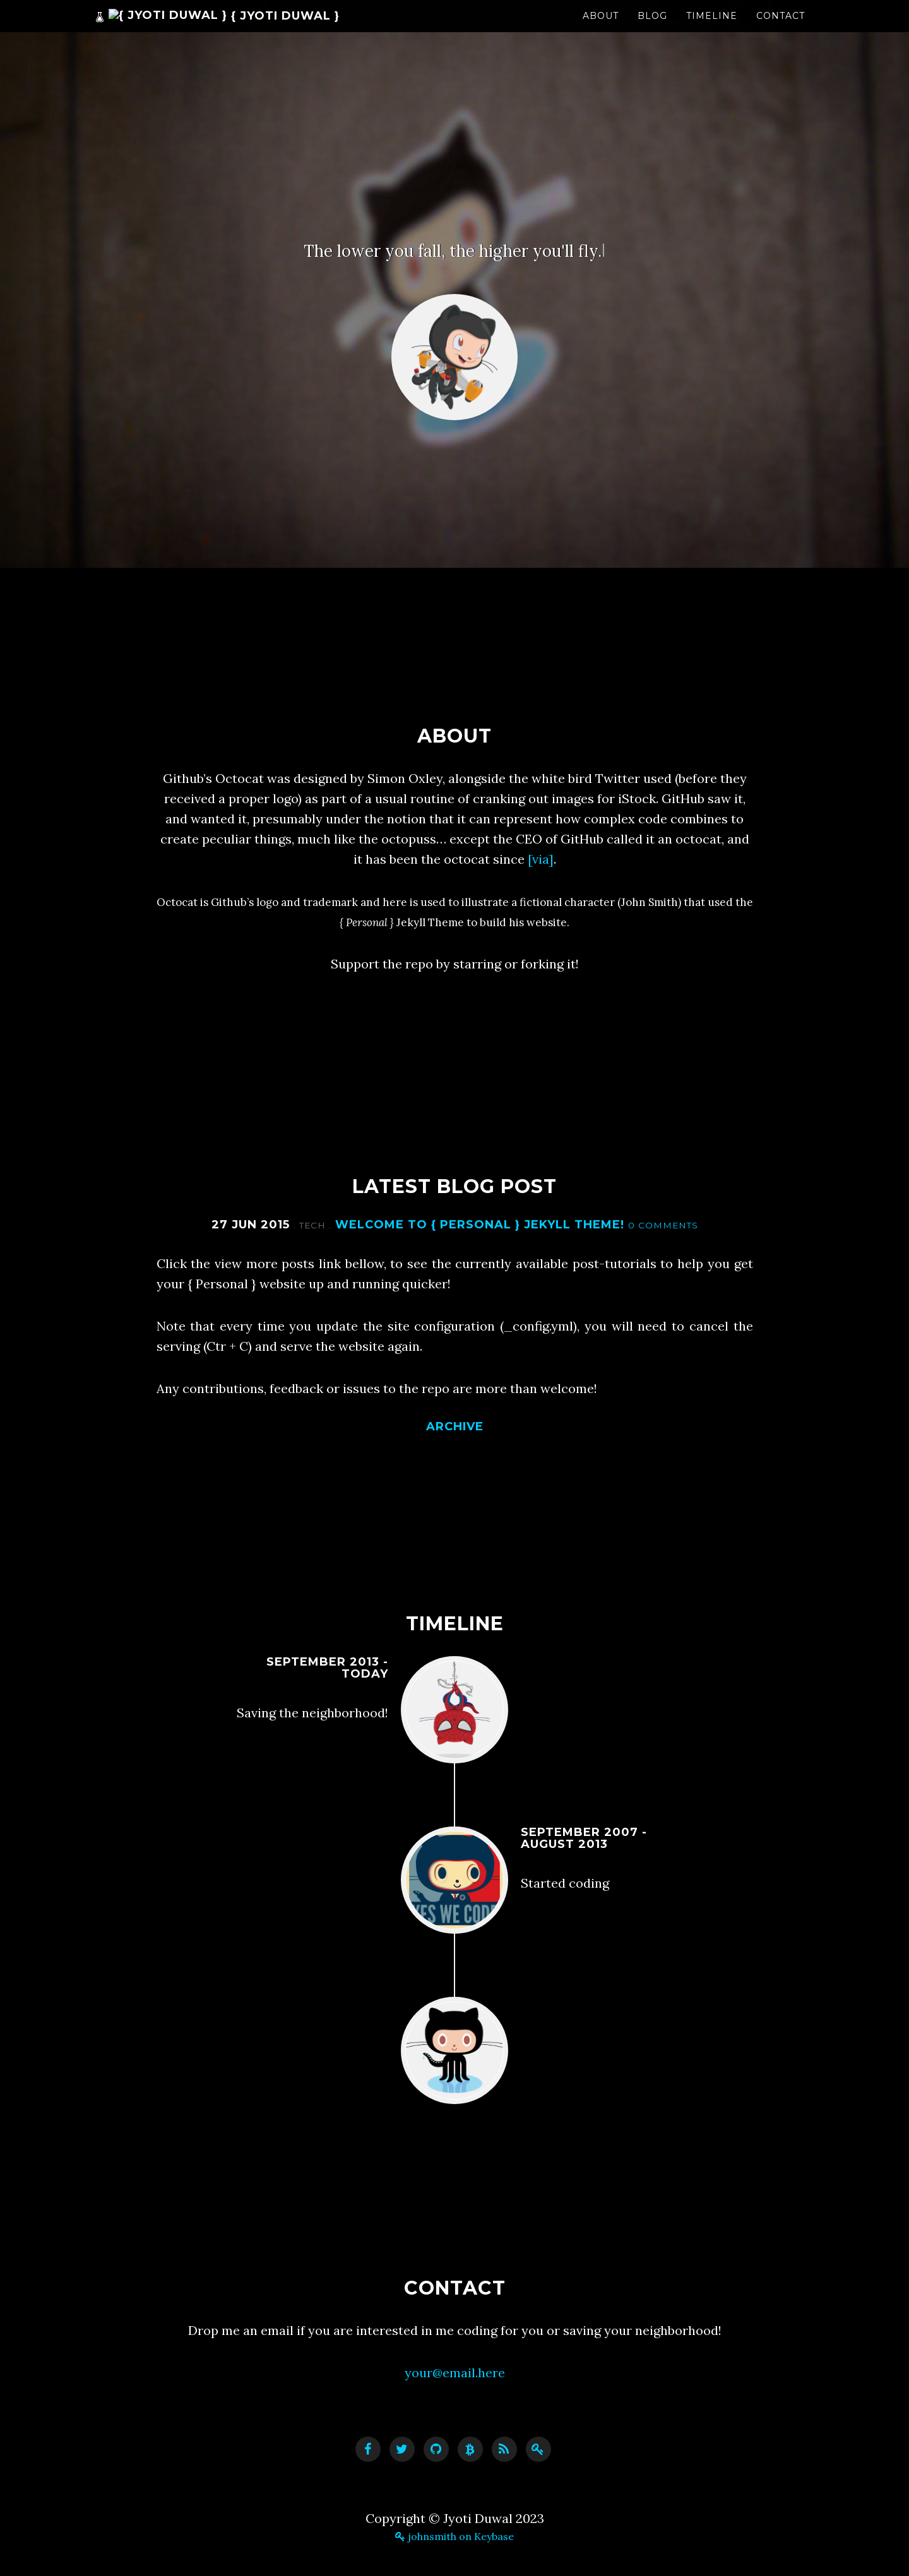 { JYOTI DUWAL } { JYOTI DUWAL } ABOUT BLOG TIMELINE CONTACT
The lower you fall, the higher you'll fly.
ABOUT
Github's Octocat was designed by Simon Oxley, alongside the white bird Twitter used (before they
received a proper logo) as part of a usual routine of cranking out images for iStock. GitHub saw it,
and wanted it, presumably under the notion that it can represent how complex code combines to
create peculiar things, much like the octopuss… except the CEO of GitHub called it an octocat, and
it has been the octocat since [via].
Octocat is Github's logo and trademark and here is used to illustrate a fictional character (John Smith) that used the
{ Personal } Jekyll Theme to build his website.
Support the repo by starring or forking it!
LATEST BLOG POST
27 JUN 2015 . TECH . WELCOME TO { PERSONAL } JEKYLL THEME! 0 COMMENTS
Click the view more posts link bellow, to see the currently available post-tutorials to help you get
your { Personal } website up and running quicker!
Note that every time you update the site configuration (_config.yml), you will need to cancel the
serving (Ctr + C) and serve the website again.
Any contributions, feedback or issues to the repo are more than welcome!
ARCHIVE
TIMELINE
SEPTEMBER 2013 -
TODAY
Saving the neighborhood!
SEPTEMBER 2007 -
AUGUST 2013
Started coding
YES WE CODE
CONTACT
Drop me an email if you are interested in me coding for you or saving your neighborhood!
your@email.here
Copyright © Jyoti Duwal 2023
johnsmith on Keybase